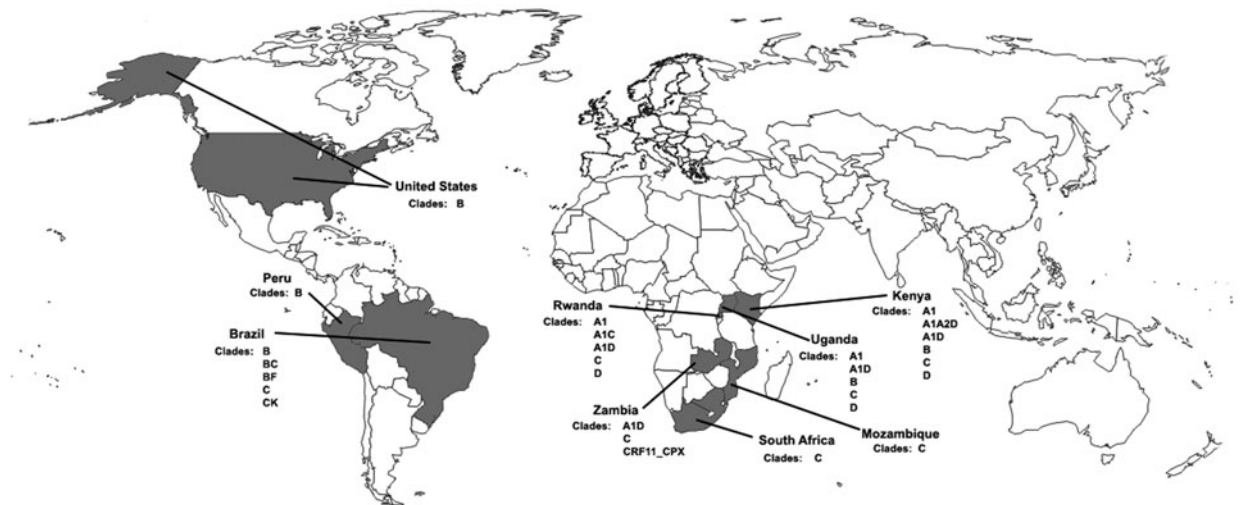 United States
Clades: B
Peru
Clades: B
Brazil
Clades: B
BC
BF
C
CK
Rwanda
Clades: A1
A1C
A1D
C
D
Uganda
Clades: A1
A1D
B
C
D
Kenya
Clades: A1
A1A2D
A1D
B
C
D
Zambia
Clades: A1D
C
CRF11_CPX
South Africa
Clades: C
Mozambique
Clades: C